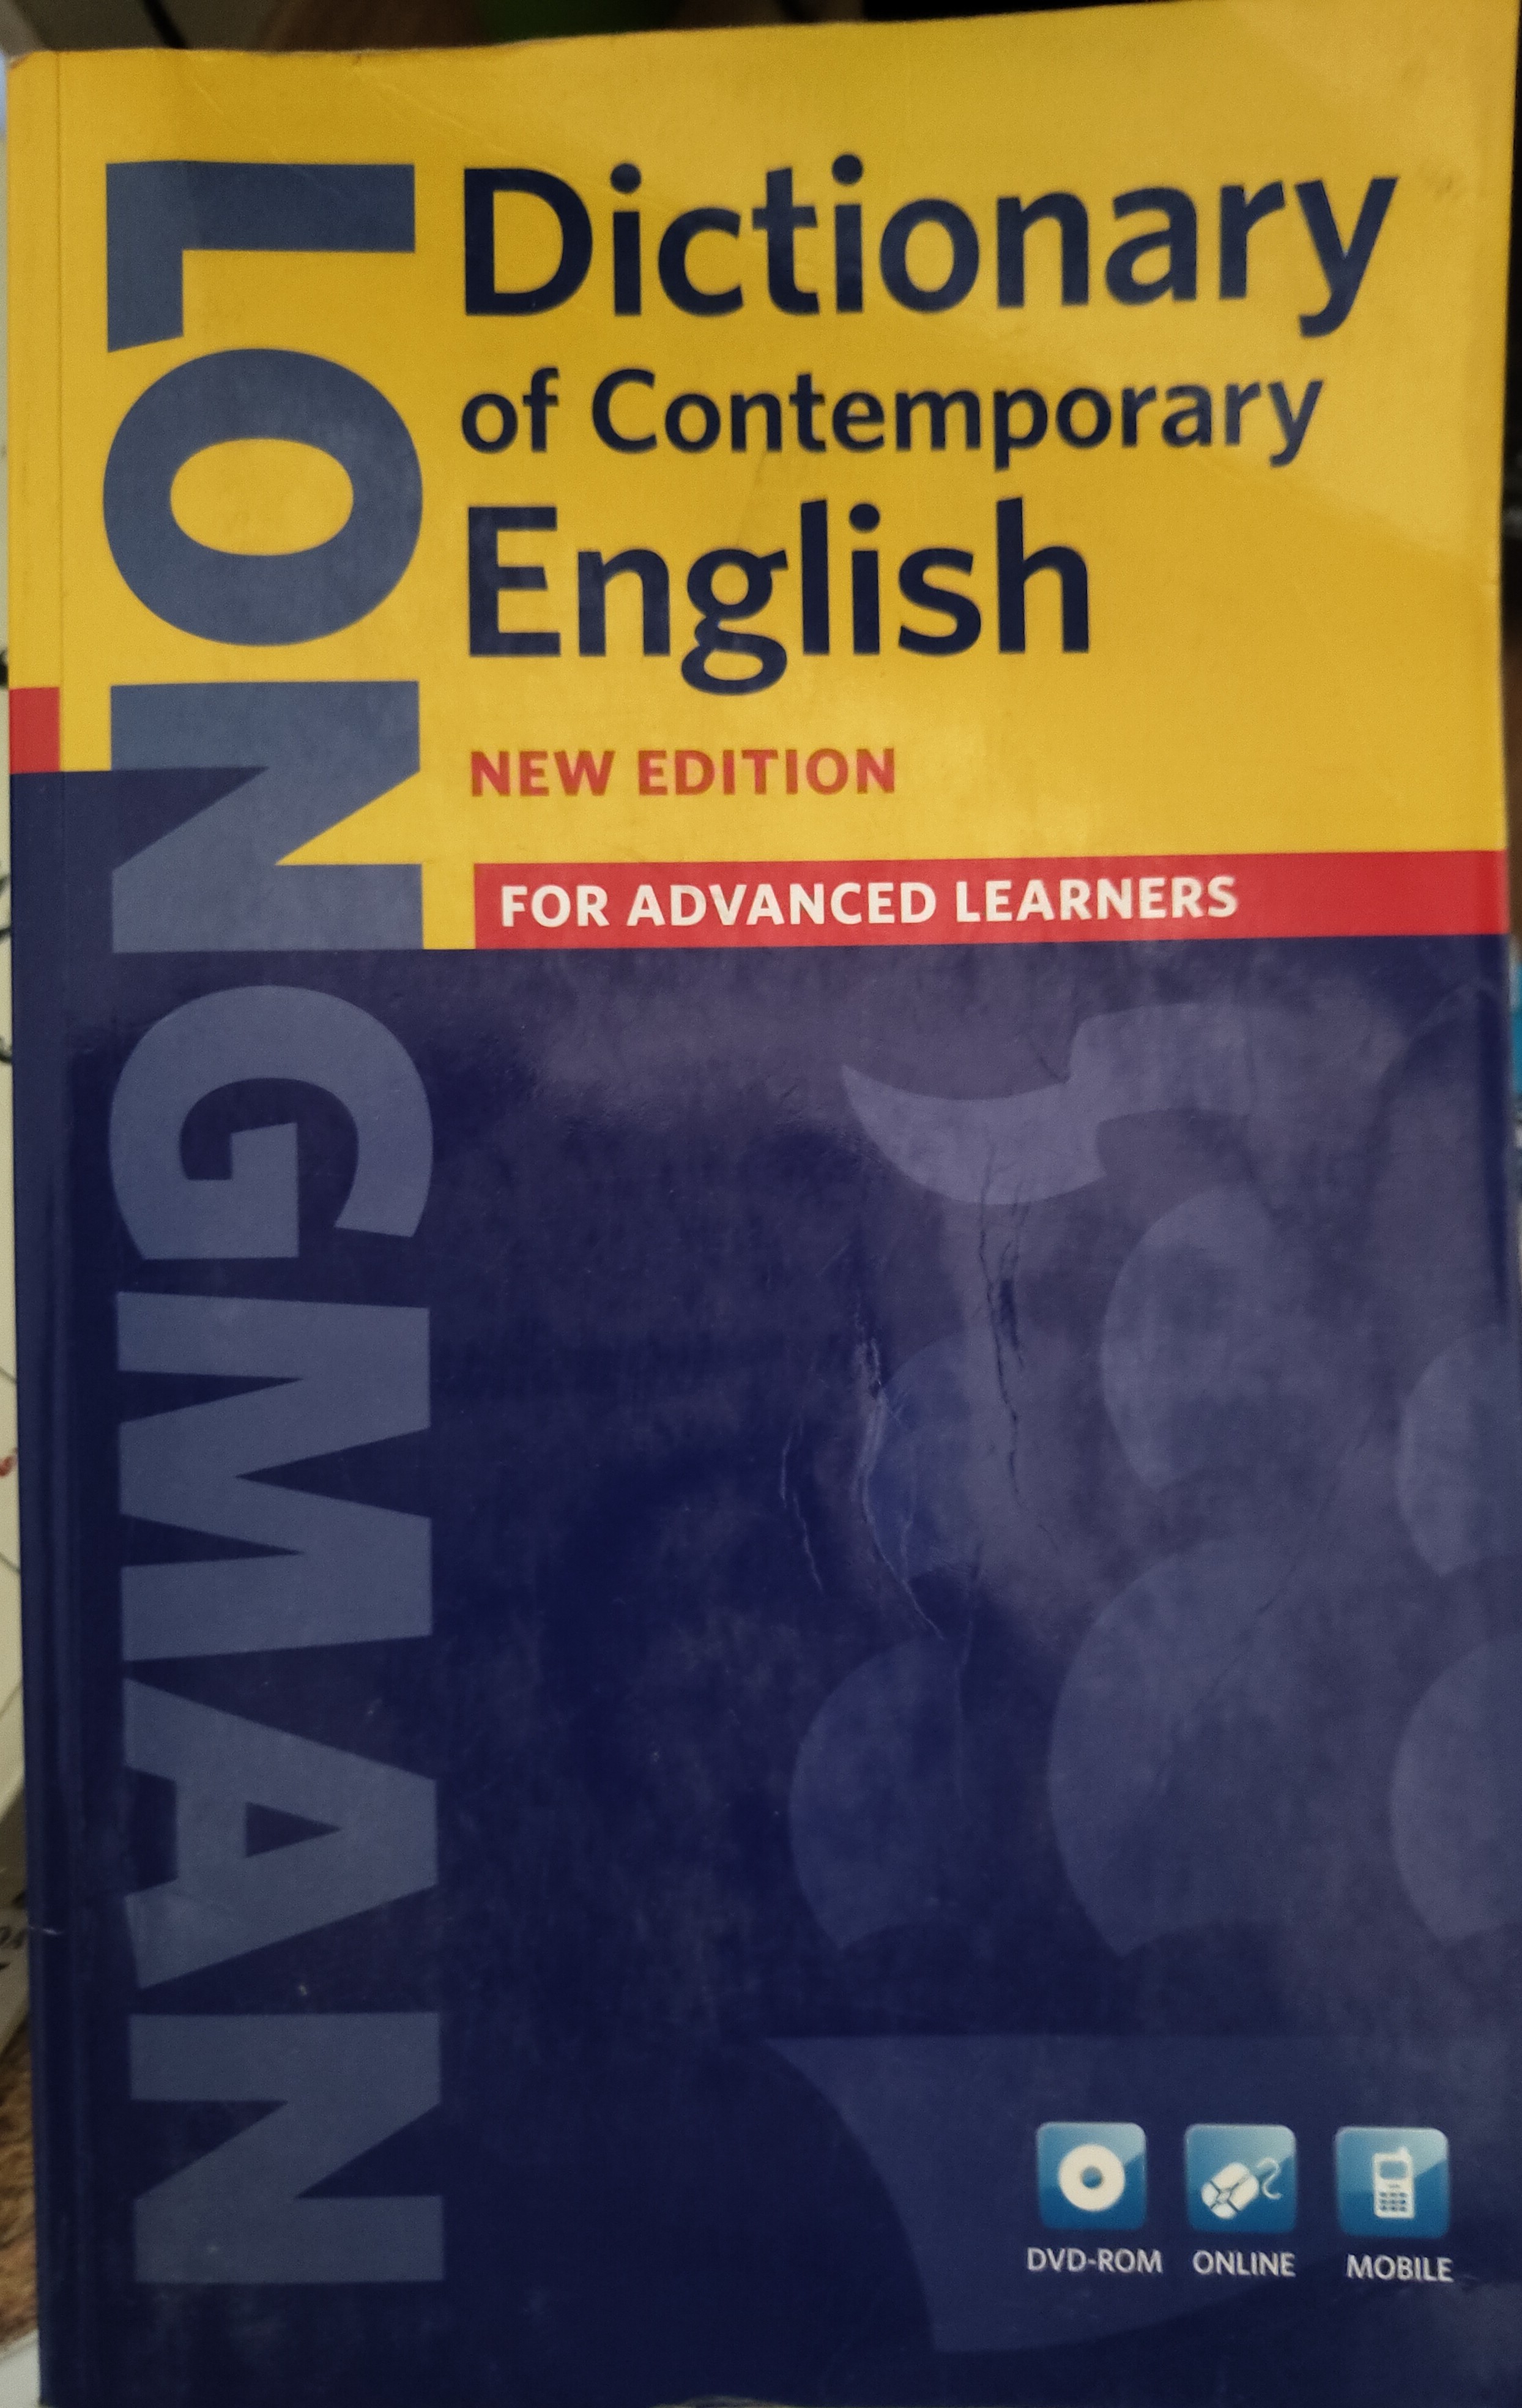 LONGMAN
Dictionary
of Contemporary
English
NEW EDITION
FOR ADVANCED LEARNERS
DVD-ROM
ONLINE
MOBILE